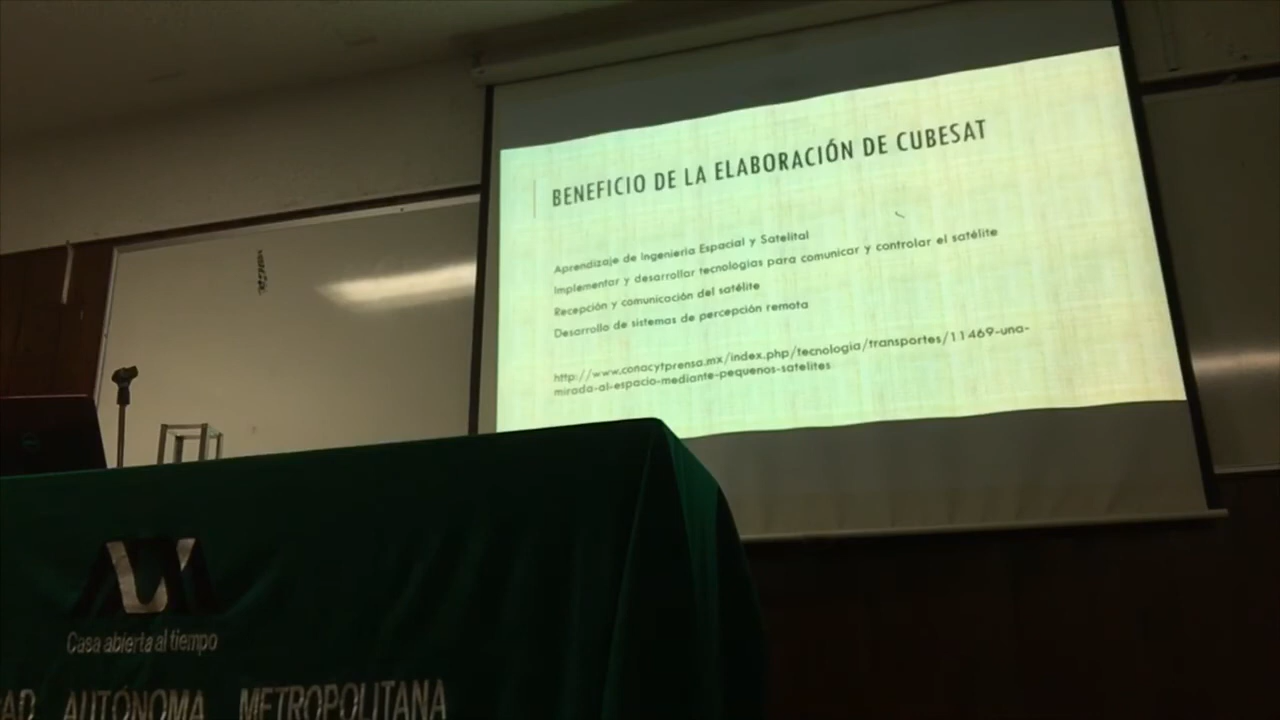 BENEFICIO DE LA ELABORACIÓN DE CUBESAT
Aprendizaje de Ingeniería Espacial y Satelital
Implementar y desarrollar tecnologías para comunicar y controlar el satélite
Recepción y comunicación del satélite
Desarrollo de sistemas de percepción remota
http://www.conacytprensa.mx/index.php/tecnologia/transportes/11469-una-
mirada-al-espacio-mediante-pequenos-satelites
Casa abierta al tiempo
AUTÓNOMA METROPOLITANA